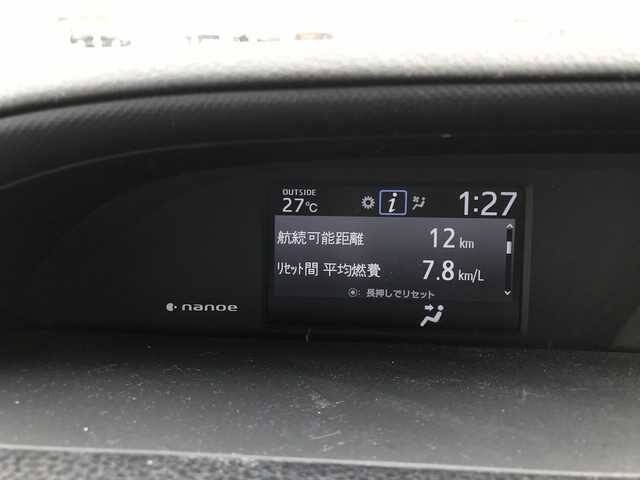 OUTSIDE
27℃ i 1:27
航続可能距離 12 km
ﾘｾｯﾄ間 平均燃費 7.8 km/L
: 長押しでリセット
nanoe